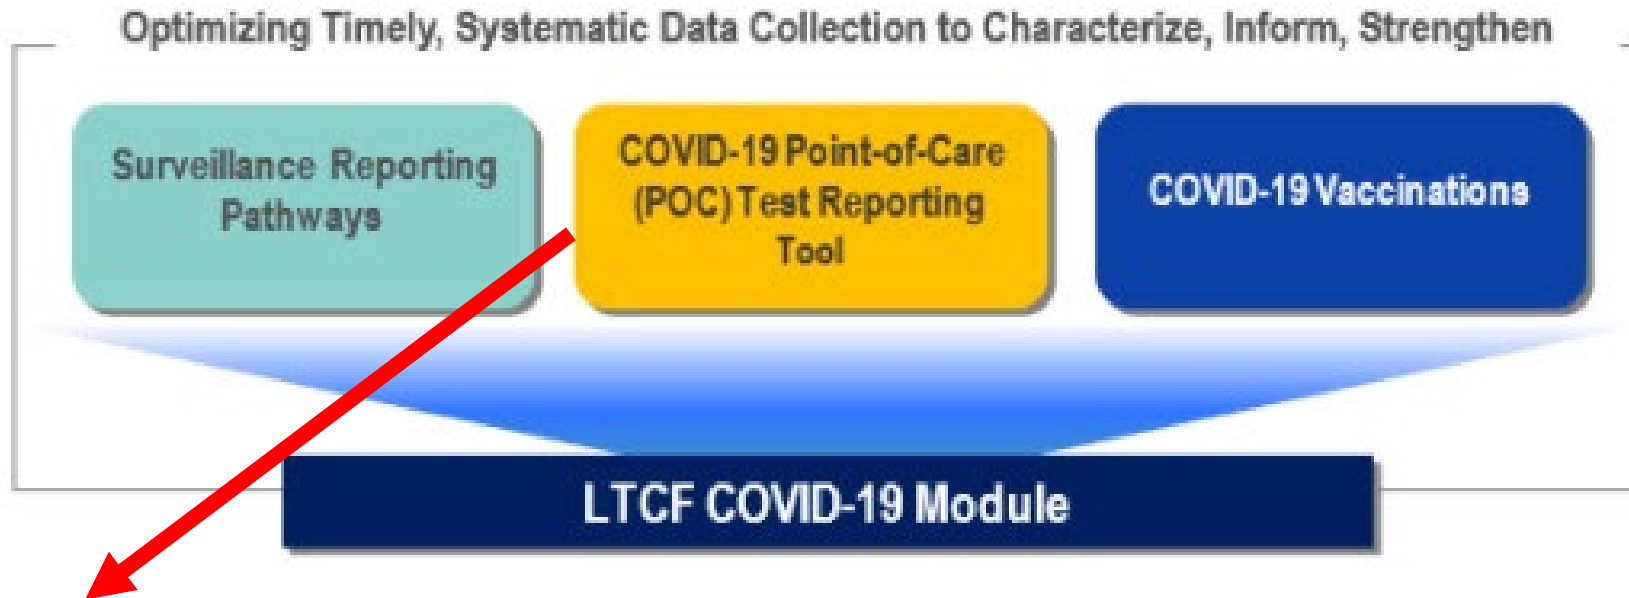 Optimizing Timely, Systematic Data Collection to Characterize, Inform, Strengthen
Surveillance Reporting
Pathways
COVID-19 Point-of-Care
(POC) Test Reporting
Tool
COVID-19 Vaccinations
LTCF COVID-19 Module